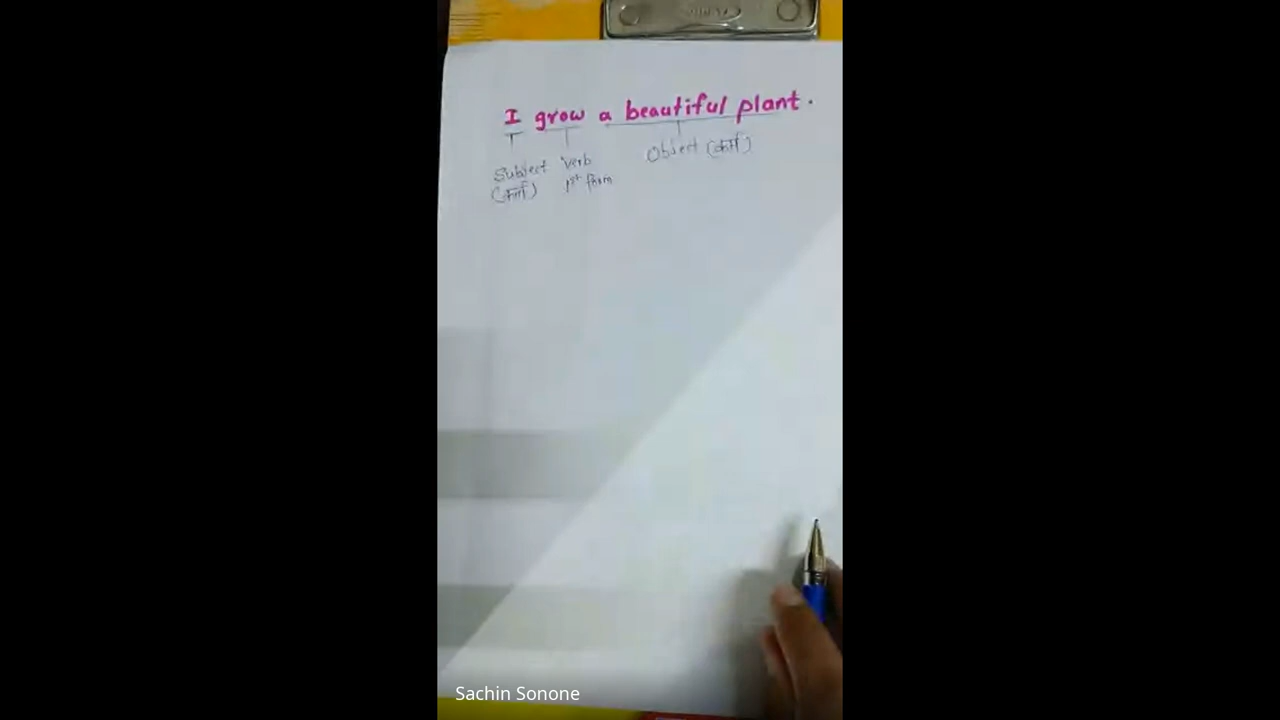 I grow a beautiful plant.
Subject Verb Object (कर्म)
(कर्ता) 1st form
Sachin Sonone